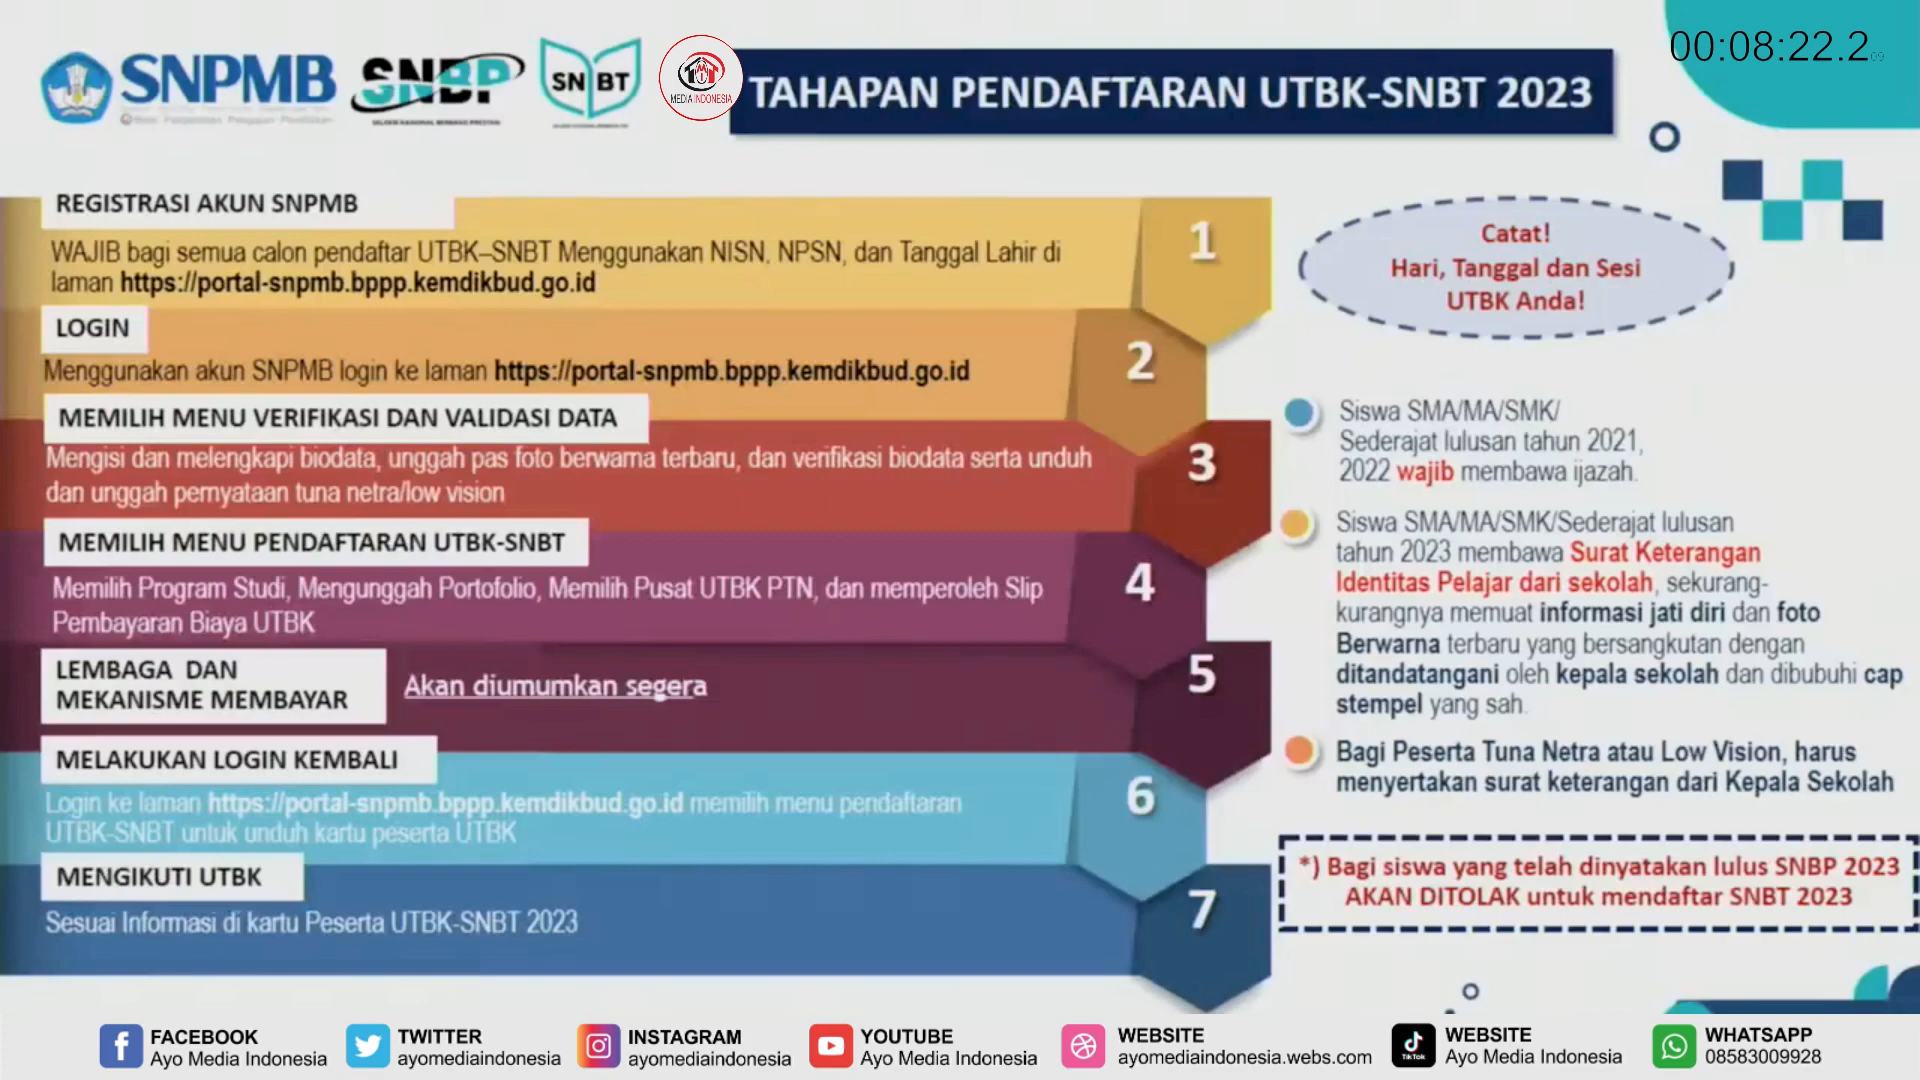 SNPMB
SNBP
SN BT
MEDIA INDONESIA
TAHAPAN PENDAFTARAN UTBK-SNBT 2023
00:08:22.2
REGISTRASI AKUN SNPMB
WAJIB bagi semua calon pendaftar UTBK–SNBT Menggunakan NISN, NPSN, dan Tanggal Lahir di
laman https://portal-snpmb.bppp.kemdikbud.go.id
1
LOGIN
Menggunakan akun SNPMB login ke laman https://portal-snpmb.bppp.kemdikbud.go.id
2
MEMILIH MENU VERIFIKASI DAN VALIDASI DATA
Mengisi dan melengkapi biodata, unggah pas foto berwarna terbaru, dan verifikasi biodata serta unduh
dan unggah pernyataan tuna netra/low vision
3
MEMILIH MENU PENDAFTARAN UTBK-SNBT
Memilih Program Studi, Mengunggah Portofolio, Memilih Pusat UTBK PTN, dan memperoleh Slip
Pembayaran Biaya UTBK
4
LEMBAGA DAN
MEKANISME MEMBAYAR
Akan diumumkan segera
5
MELAKUKAN LOGIN KEMBALI
Login ke laman https://portal-snpmb.bppp.kemdikbud.go.id memilih menu pendaftaran
UTBK-SNBT untuk unduh kartu peserta UTBK
6
MENGIKUTI UTBK
Sesuai Informasi di kartu Peserta UTBK-SNBT 2023
7
Catat!
Hari, Tanggal dan Sesi
UTBK Anda!
Siswa SMA/MA/SMK/
Sederajat lulusan tahun 2021,
2022 wajib membawa ijazah.
Siswa SMA/MA/SMK/Sederajat lulusan
tahun 2023 membawa Surat Keterangan
Identitas Pelajar dari sekolah, sekurang-
kurangnya memuat informasi jati diri dan foto
Berwarna terbaru yang bersangkutan dengan
ditandatangani oleh kepala sekolah dan dibubuhi cap
stempel yang sah.
Bagi Peserta Tuna Netra atau Low Vision, harus
menyertakan surat keterangan dari Kepala Sekolah
*) Bagi siswa yang telah dinyatakan lulus SNBP 2023
AKAN DITOLAK untuk mendaftar SNBT 2023
FACEBOOK
Ayo Media Indonesia
TWITTER
ayomediaindonesia
INSTAGRAM
ayomediaindonesia
YOUTUBE
Ayo Media Indonesia
WEBSITE
ayomediaindonesia.webs.com
TikTok
WEBSITE
Ayo Media Indonesia
WHATSAPP
08583009928